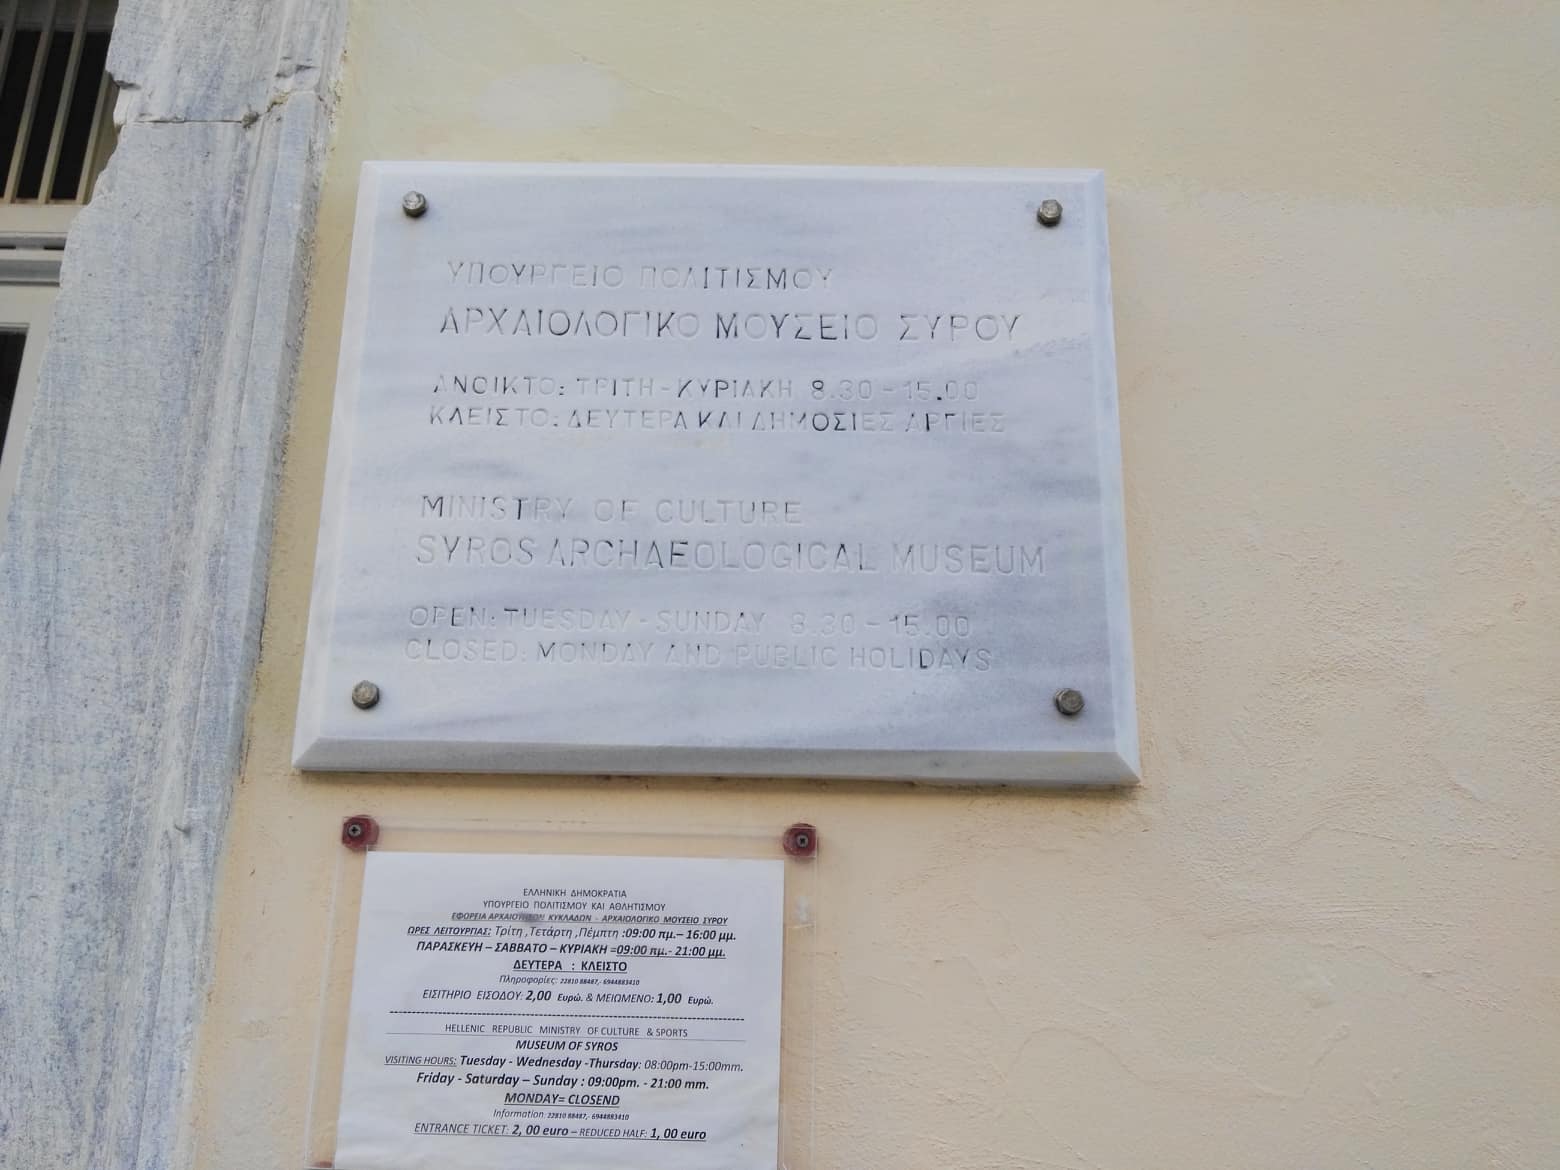 ΥΠΟΥΡΓΕΙΟ ΠΟΛΙΤΙΣΜΟΥ
ΑΡΧΑΙΟΛΟΓΙΚΟ ΜΟΥΣΕΙΟ ΣΥΡΟΥ
ΑΝΟΙΚΤΟ: ΤΡΙΤΗ-ΚΥΡΙΑΚΗ 8.30-15.00
ΚΛΕΙΣΤΟ: ΔΕΥΤΕΡΑ ΚΑΙ ΔΗΜΟΣΙΕΣ ΑΡΓΙΕΣ
MINISTRY OF CULTURE
SYROS ARCHAEOLOGICAL MUSEUM
OPEN: TUESDAY-SUNDAY 8.30-15.00
CLOSED: MONDAY AND PUBLIC HOLIDAYS
ΕΛΛΗΝΙΚΗ ΔΗΜΟΚΡΑΤΙΑ
ΥΠΟΥΡΓΕΙΟ ΠΟΛΙΤΙΣΜΟΥ ΚΑΙ ΑΘΛΗΤΙΣΜΟΥ
ΕΦΟΡΕΙΑ ΑΡΧΑΙΟΤΗΤΩΝ ΚΥΚΛΑΔΩΝ - ΑΡΧΑΙΟΛΟΓΙΚΟ ΜΟΥΣΕΙΟ ΣΥΡΟΥ
ΩΡΕΣ ΛΕΙΤΟΥΡΓΙΑΣ: Τρίτη ,Τετάρτη ,Πέμπτη :09:00 πμ.– 16:00 μμ.
ΠΑΡΑΣΚΕΥΗ – ΣΑΒΒΑΤΟ – ΚΥΡΙΑΚΗ =09:00 πμ.- 21:00 μμ.
ΔΕΥΤΕΡΑ : ΚΛΕΙΣΤΟ
Πληροφορίες: 22810 88487,- 6944883410
ΕΙΣΙΤΗΡΙΟ ΕΙΣΟΔΟΥ: 2,00 Ευρώ. & ΜΕΙΩΜΕΝΟ: 1,00 Ευρώ.
HELLENIC REPUBLIC MINISTRY OF CULTURE & SPORTS
MUSEUM OF SYROS
VISITING HOURS: Tuesday - Wednesday -Thursday: 08:00pm-15:00mm.
Friday - Saturday – Sunday : 09:00pm. - 21:00 mm.
MONDAY= CLOSEND
Information: 22810 88487,- 6944883410
ENTRANCE TICKET: 2, 00 euro – REDUCED HALF: 1, 00 euro